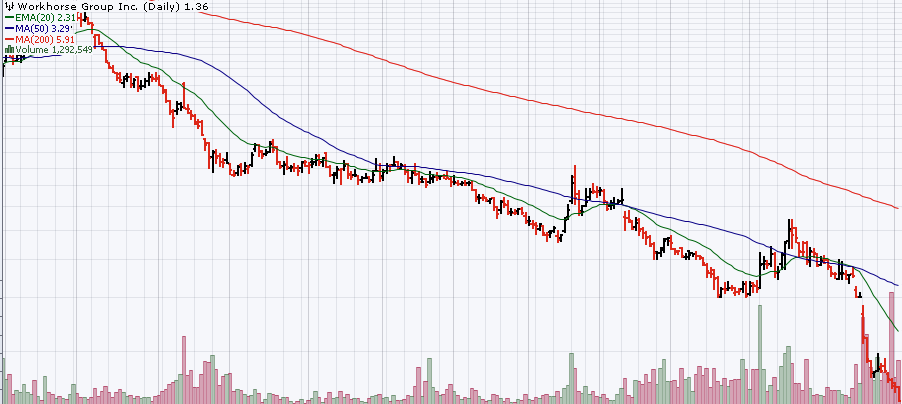 Workhorse Group Inc. (Daily) 1.36
EMA(20) 2.31
MA(50) 3.29
MA(200) 5.91
Volume 1,292,549